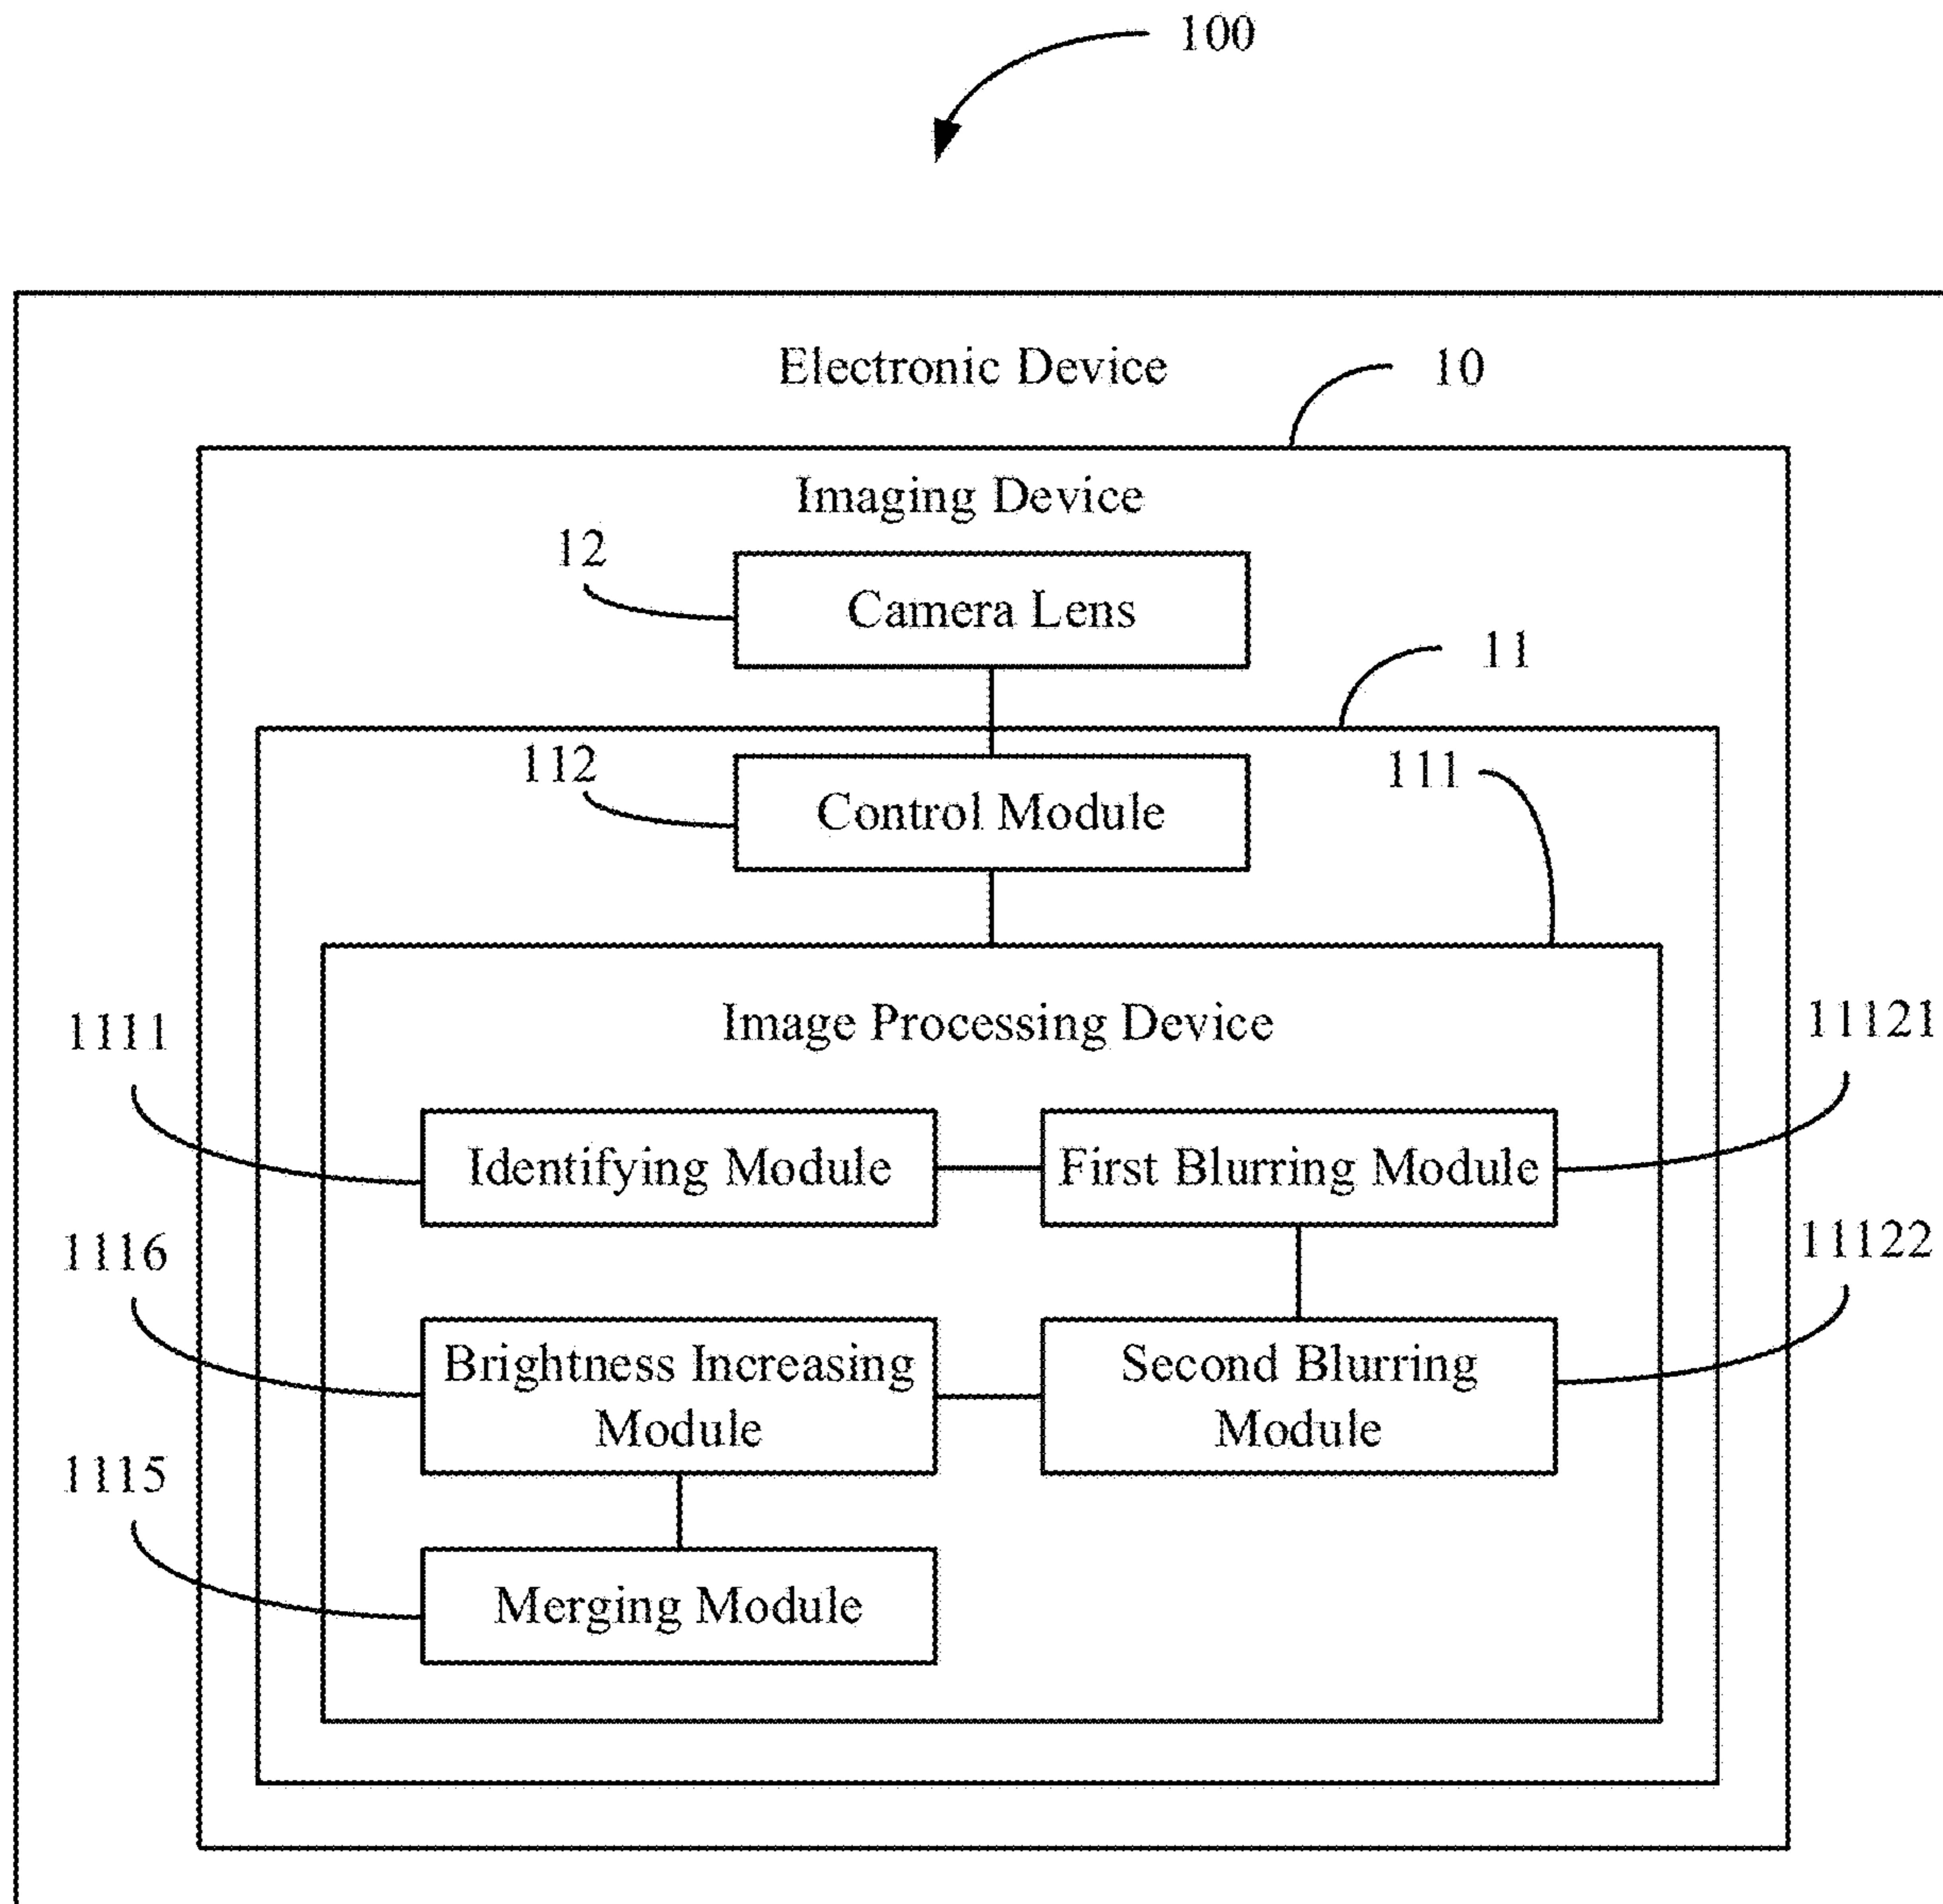 100
Electronic Device
10
Imaging Device
12
Camera Lens
11
112
Control Module
111
Image Processing Device
1111
11121
Identifying Module
First Blurring Module
1116
11122
Brightness Increasing
Module
Second Blurring
Module
1115
Merging Module